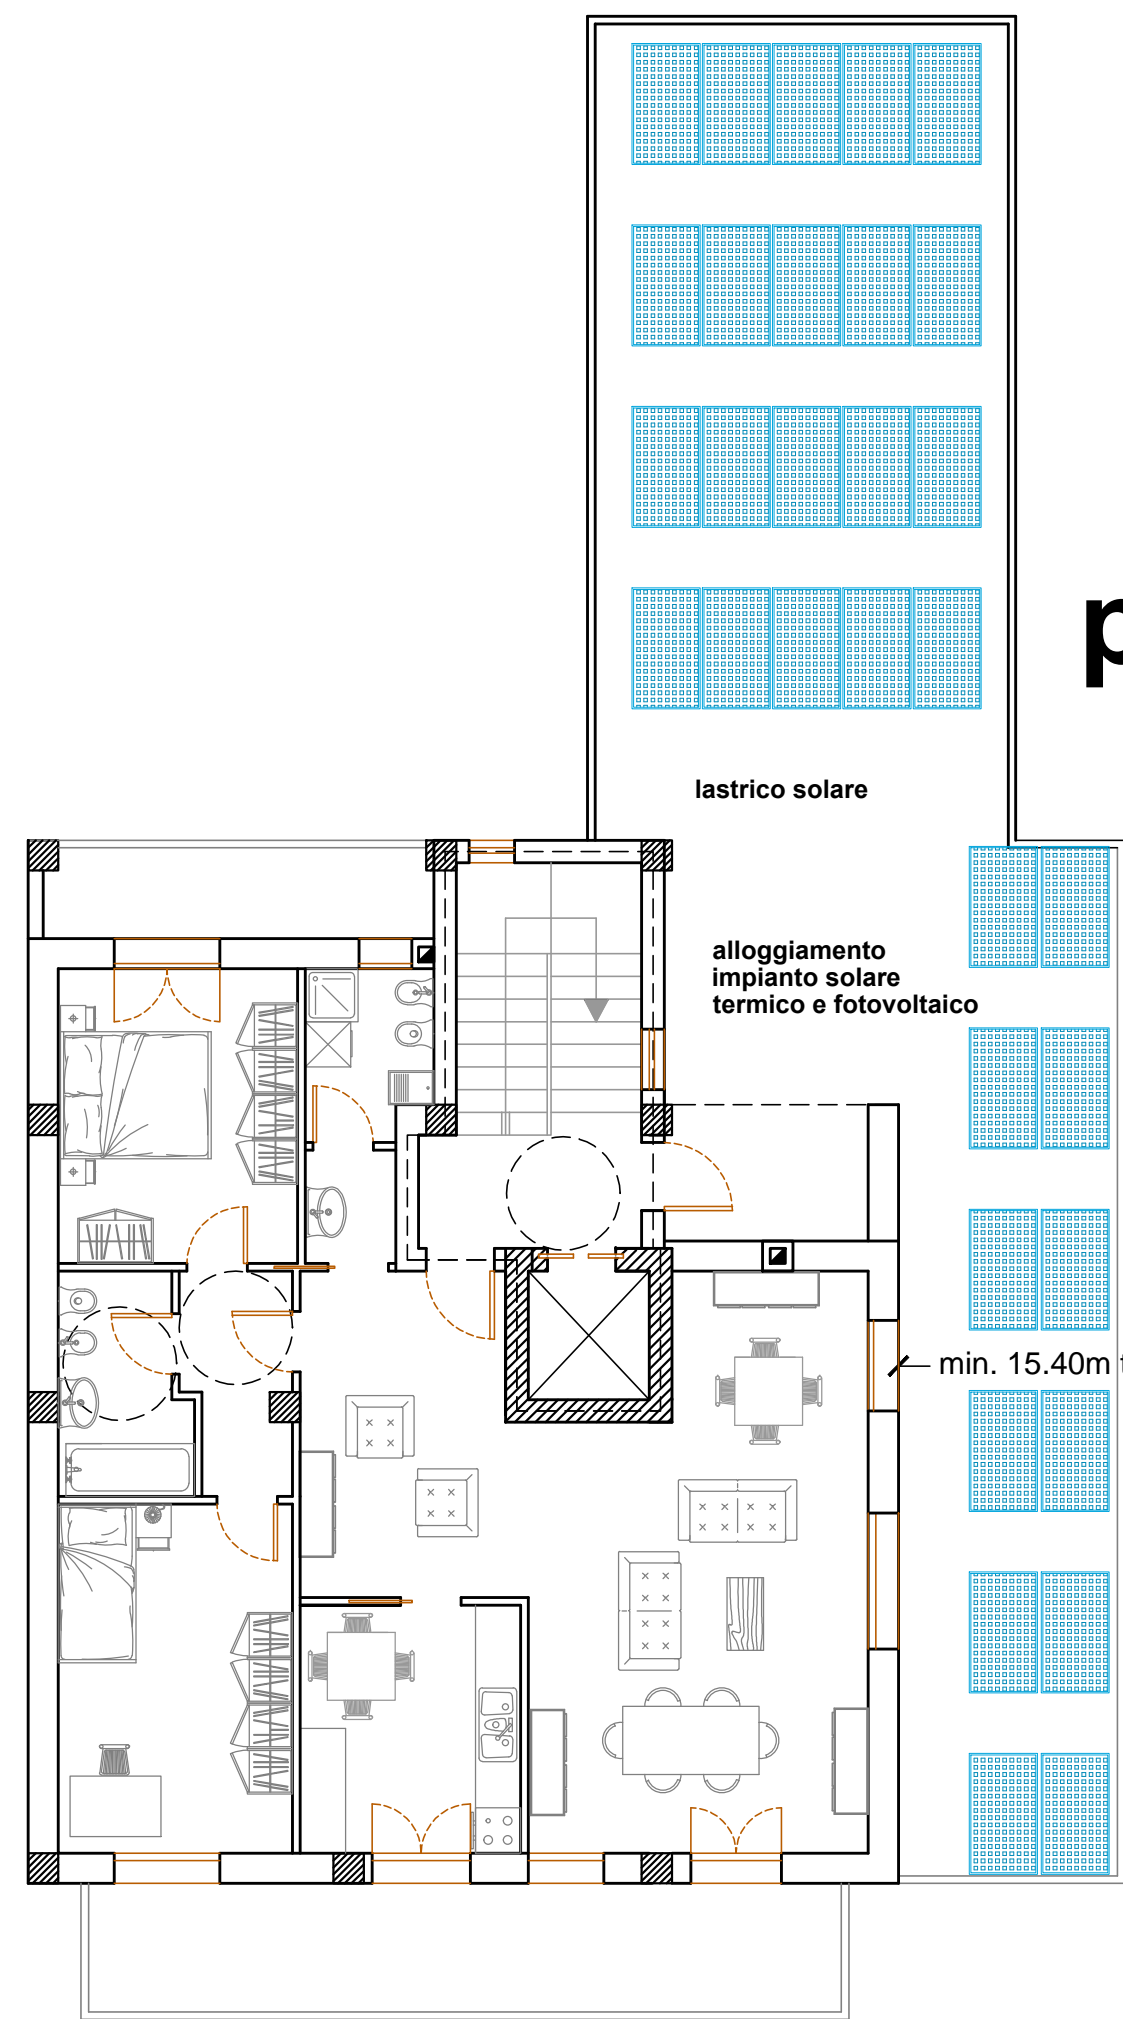 p
lastrico solare
alloggiamento
impianto solare
termico e fotovoltaico
min. 15.40m t